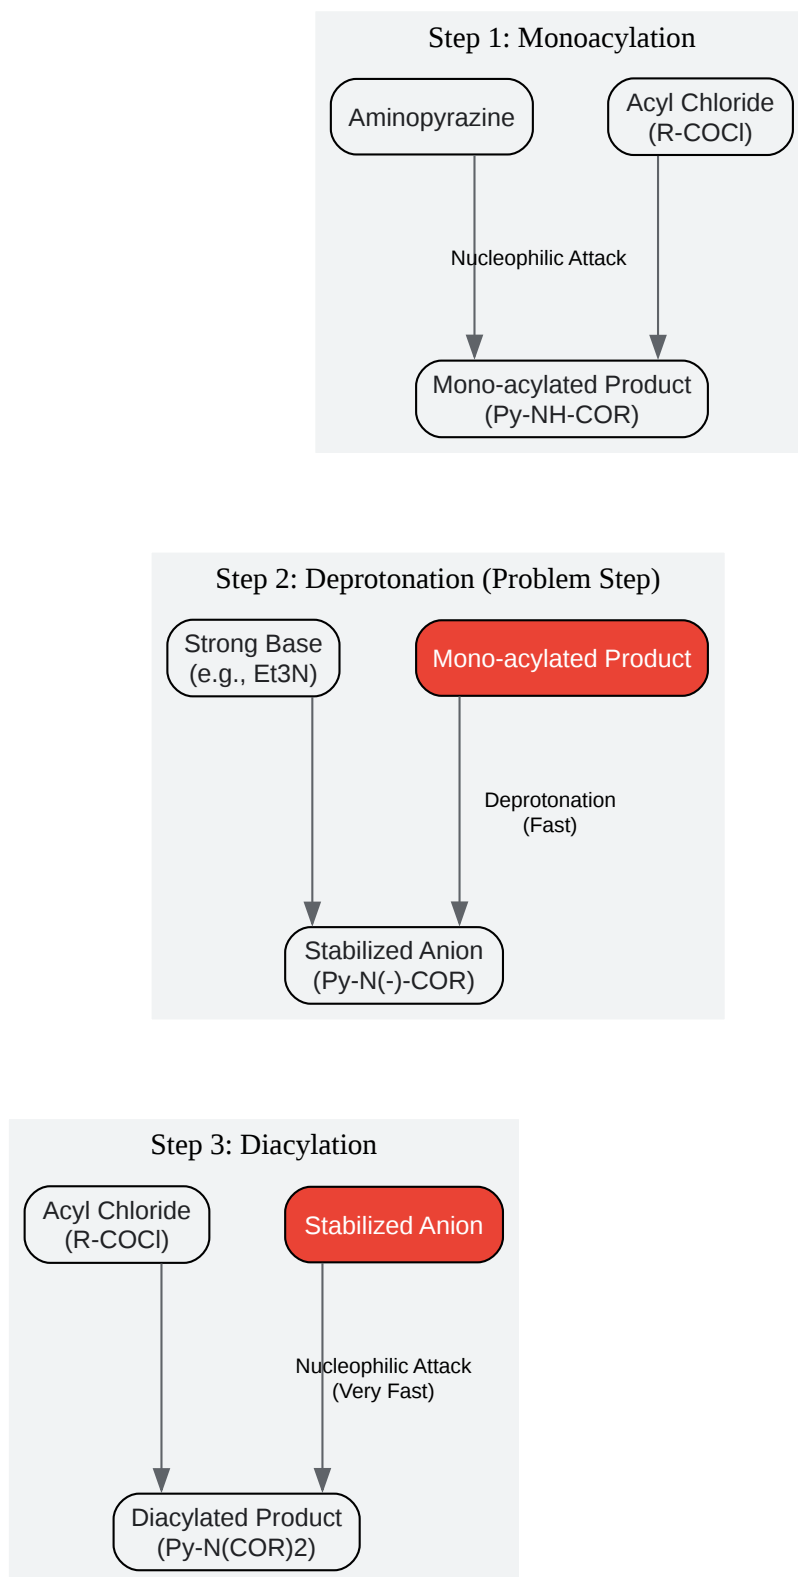 Step 1: Monoacylation
Aminopyrazine
Acyl Chloride
(R-COCl)
Nucleophilic Attack
Mono-acylated Product
(Py-NH-COR)
Step 2: Deprotonation (Problem Step)
Strong Base
(e.g., Et3N)
Mono-acylated Product
Deprotonation
(Fast)
Stabilized Anion
(Py-N(-)-COR)
Step 3: Diacylation
Acyl Chloride
(R-COCl)
Stabilized Anion
Nucleophilic Attack
(Very Fast)
Diacylated Product
(Py-N(COR)2)